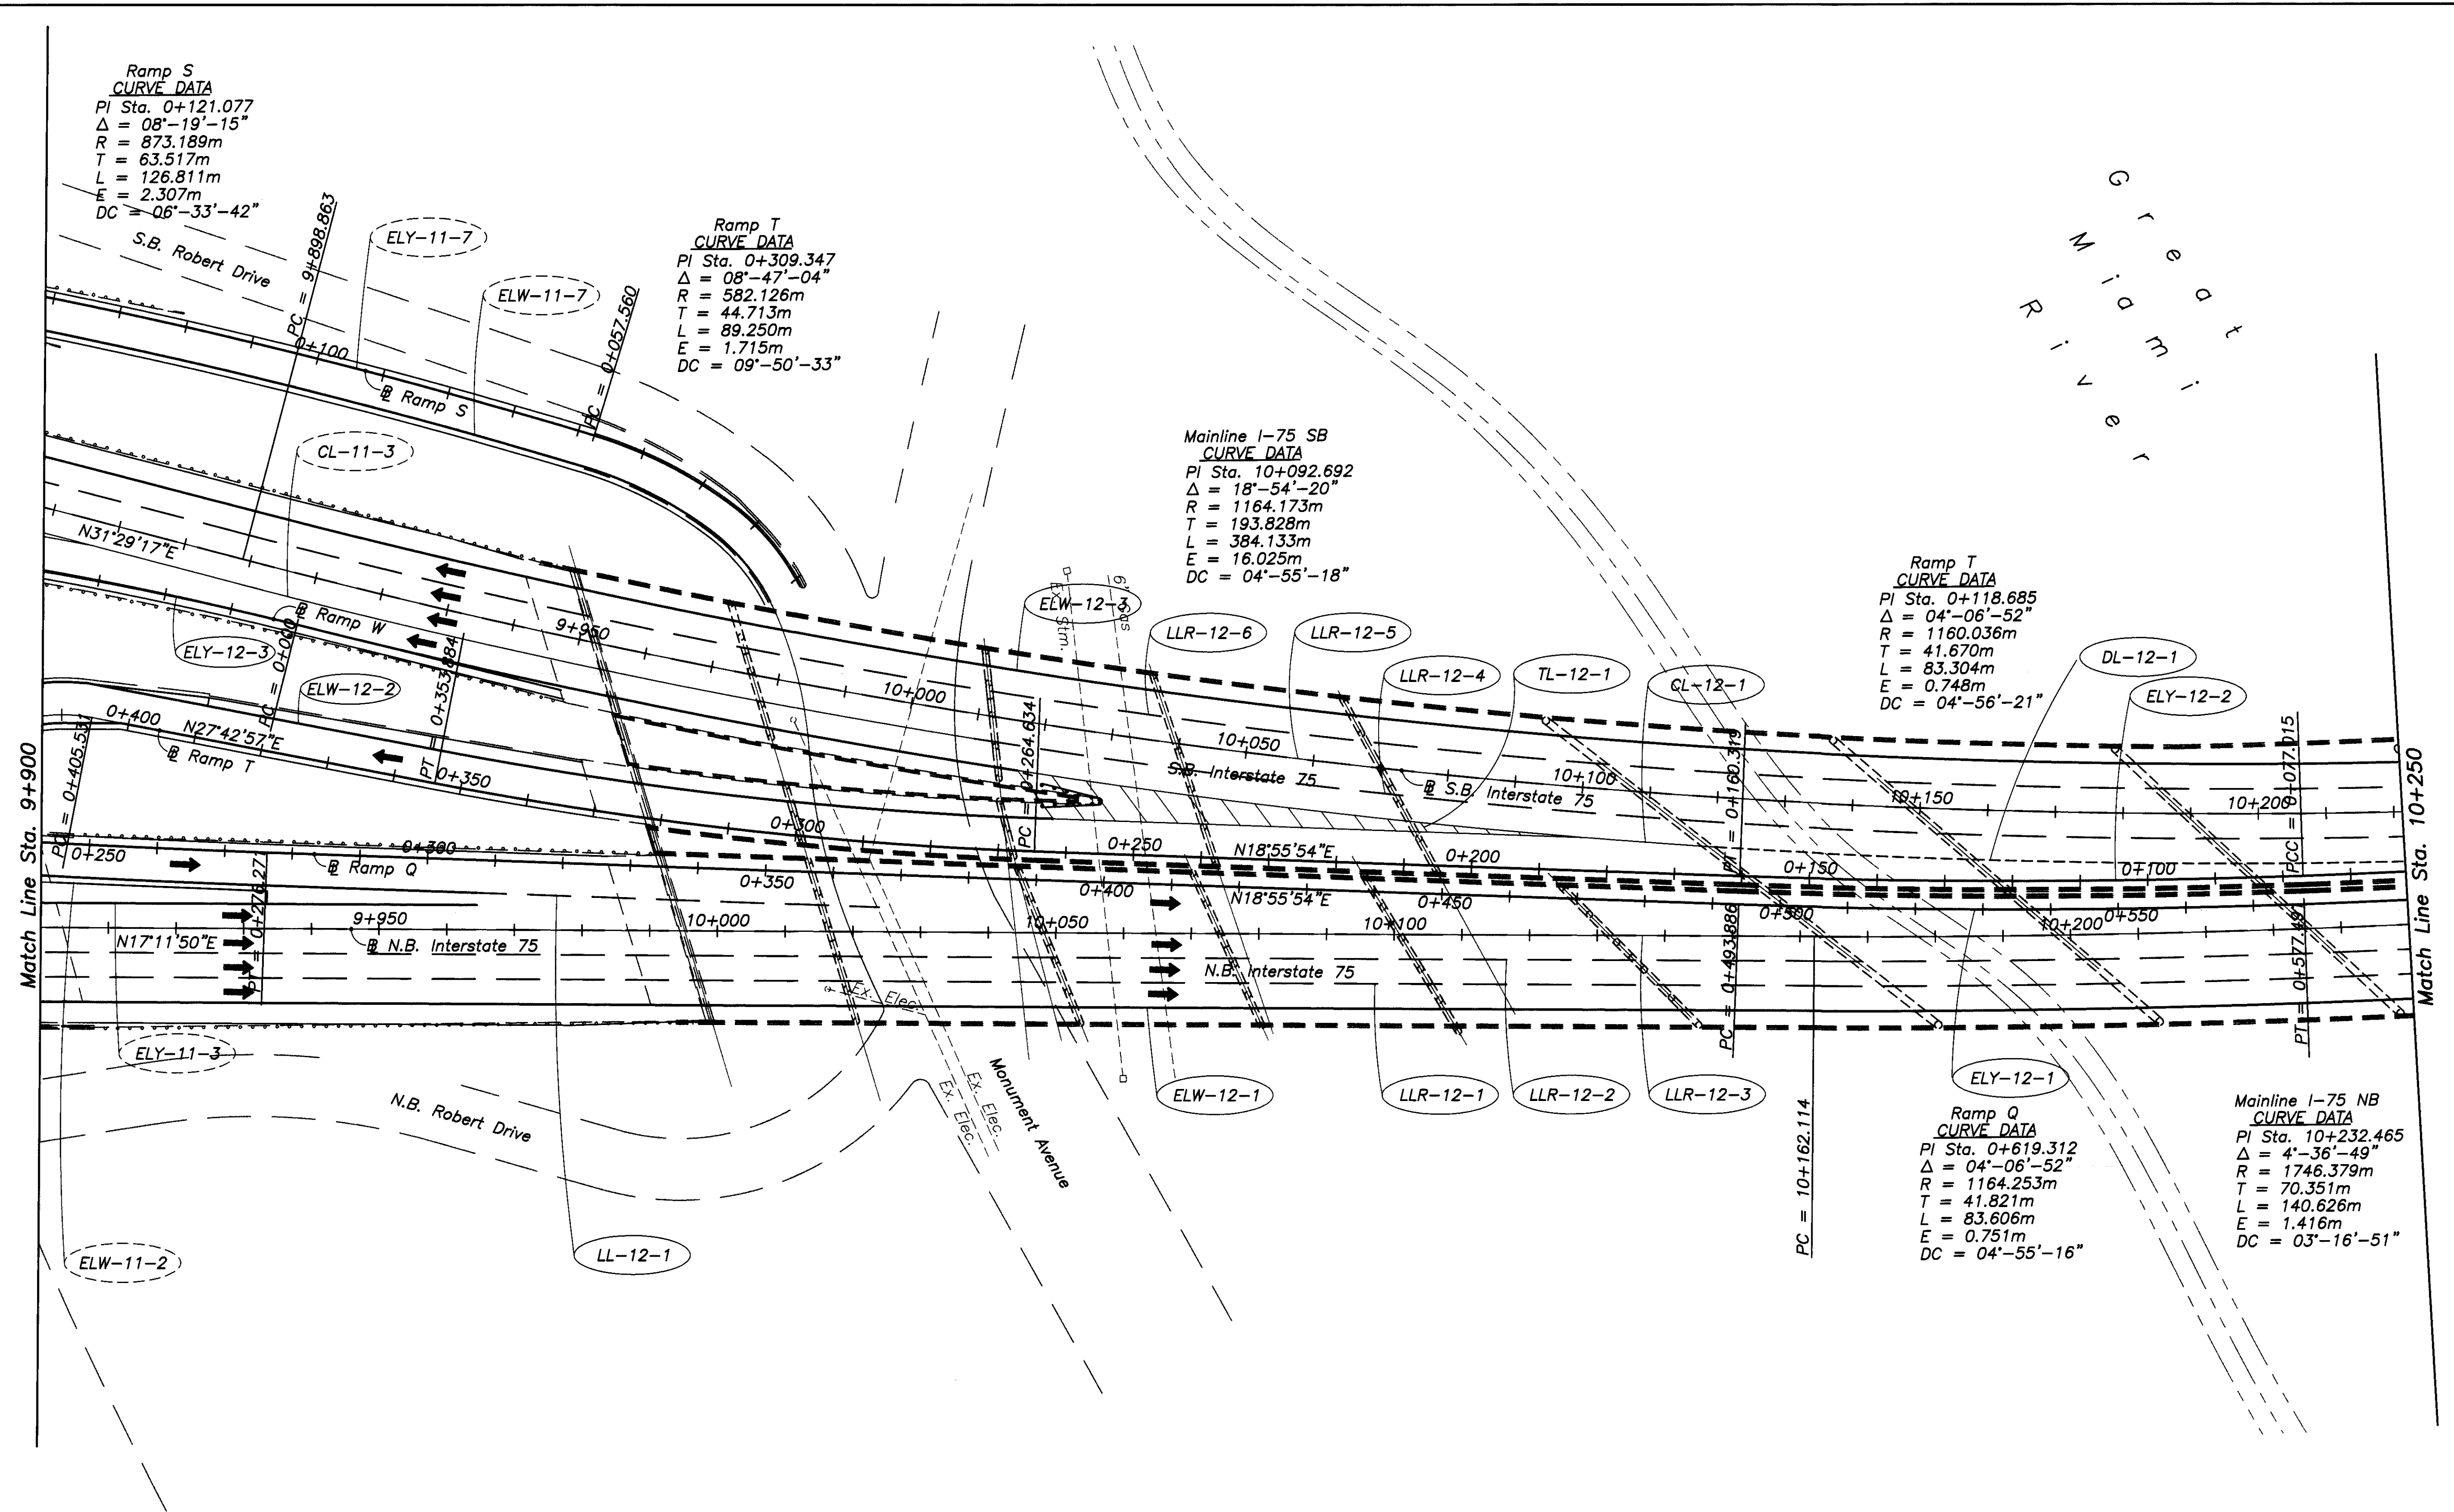 Ramp S
CURVE DATA
PI Sta. 0+121.077
Δ = 08°-19'-15"
R = 873.189m
T = 63.517m
L = 126.811m
E = 2.307m
DC = 06°-33'-42"
S.B. Robert Drive
PC = 9+898.863
ELY-11-7
ELW-11-7
PC = 0+057.560
0+100
Ramp S
CL-11-3
Ramp T
CURVE DATA
PI Sta. 0+309.347
Δ = 08°-47'-04"
R = 582.126m
T = 44.713m
L = 89.250m
E = 1.715m
DC = 09°-50'-33"
Great
Miami
River
Mainline I-75 SB
CURVE DATA
PI Sta. 10+092.692
Δ = 18°-54'-20"
R = 1164.173m
T = 193.828m
L = 384.133m
E = 16.025m
DC = 04°-55'-18"
Ramp T
CURVE DATA
PI Sta. 0+118.685
Δ = 04°-06'-52"
R = 1160.036m
T = 41.670m
L = 83.304m
E = 0.748m
DC = 04°-56'-21"
N31°29'17"E
Ramp W
9+950
10+000
10+050
10+100
10+150
10+200
ELY-12-3
PC = 0+000
ELW-12-2
PT = 0+353.884
Ex. Stm.
6" Gas
ELW-12-3
LLR-12-6
LLR-12-5
LLR-12-4
TL-12-1
CL-12-1
DL-12-1
ELY-12-2
S.B. Interstate 75
S.B. Interstate 75
PC = 0+264.634
PT = 0+160.319
PCC = 0+077.015
Match Line Sta. 9+900
Match Line Sta. 10+250
PC = 0+405.531
0+400
N27°42'57"E
Ramp T
0+350
0+300
0+250
N18°55'54"E
0+200
0+150
0+100
0+250
0+300
Ramp Q
0+350
0+400
N18°55'54"E
0+450
0+500
0+550
PT = 0+276.271
9+950
10+000
10+050
10+100
10+200
N17°11'50"E
N.B. Interstate 75
N.B. Interstate 75
PC = 0+493.886
PT = 0+577.49
Ex. Elec.
Ex. Elec.
Ex. Elec.
Monument Avenue
N.B. Robert Drive
ELY-11-3
ELW-11-2
LL-12-1
ELW-12-1
LLR-12-1
LLR-12-2
LLR-12-3
ELY-12-1
PC = 10+162.114
Ramp Q
CURVE DATA
PI Sta. 0+619.312
Δ = 04°-06'-52"
R = 1164.253m
T = 41.821m
L = 83.606m
E = 0.751m
DC = 04°-55'-16"
Mainline I-75 NB
CURVE DATA
PI Sta. 10+232.465
Δ = 4°-36'-49"
R = 1746.379m
T = 70.351m
L = 140.626m
E = 1.416m
DC = 03°-16'-51"